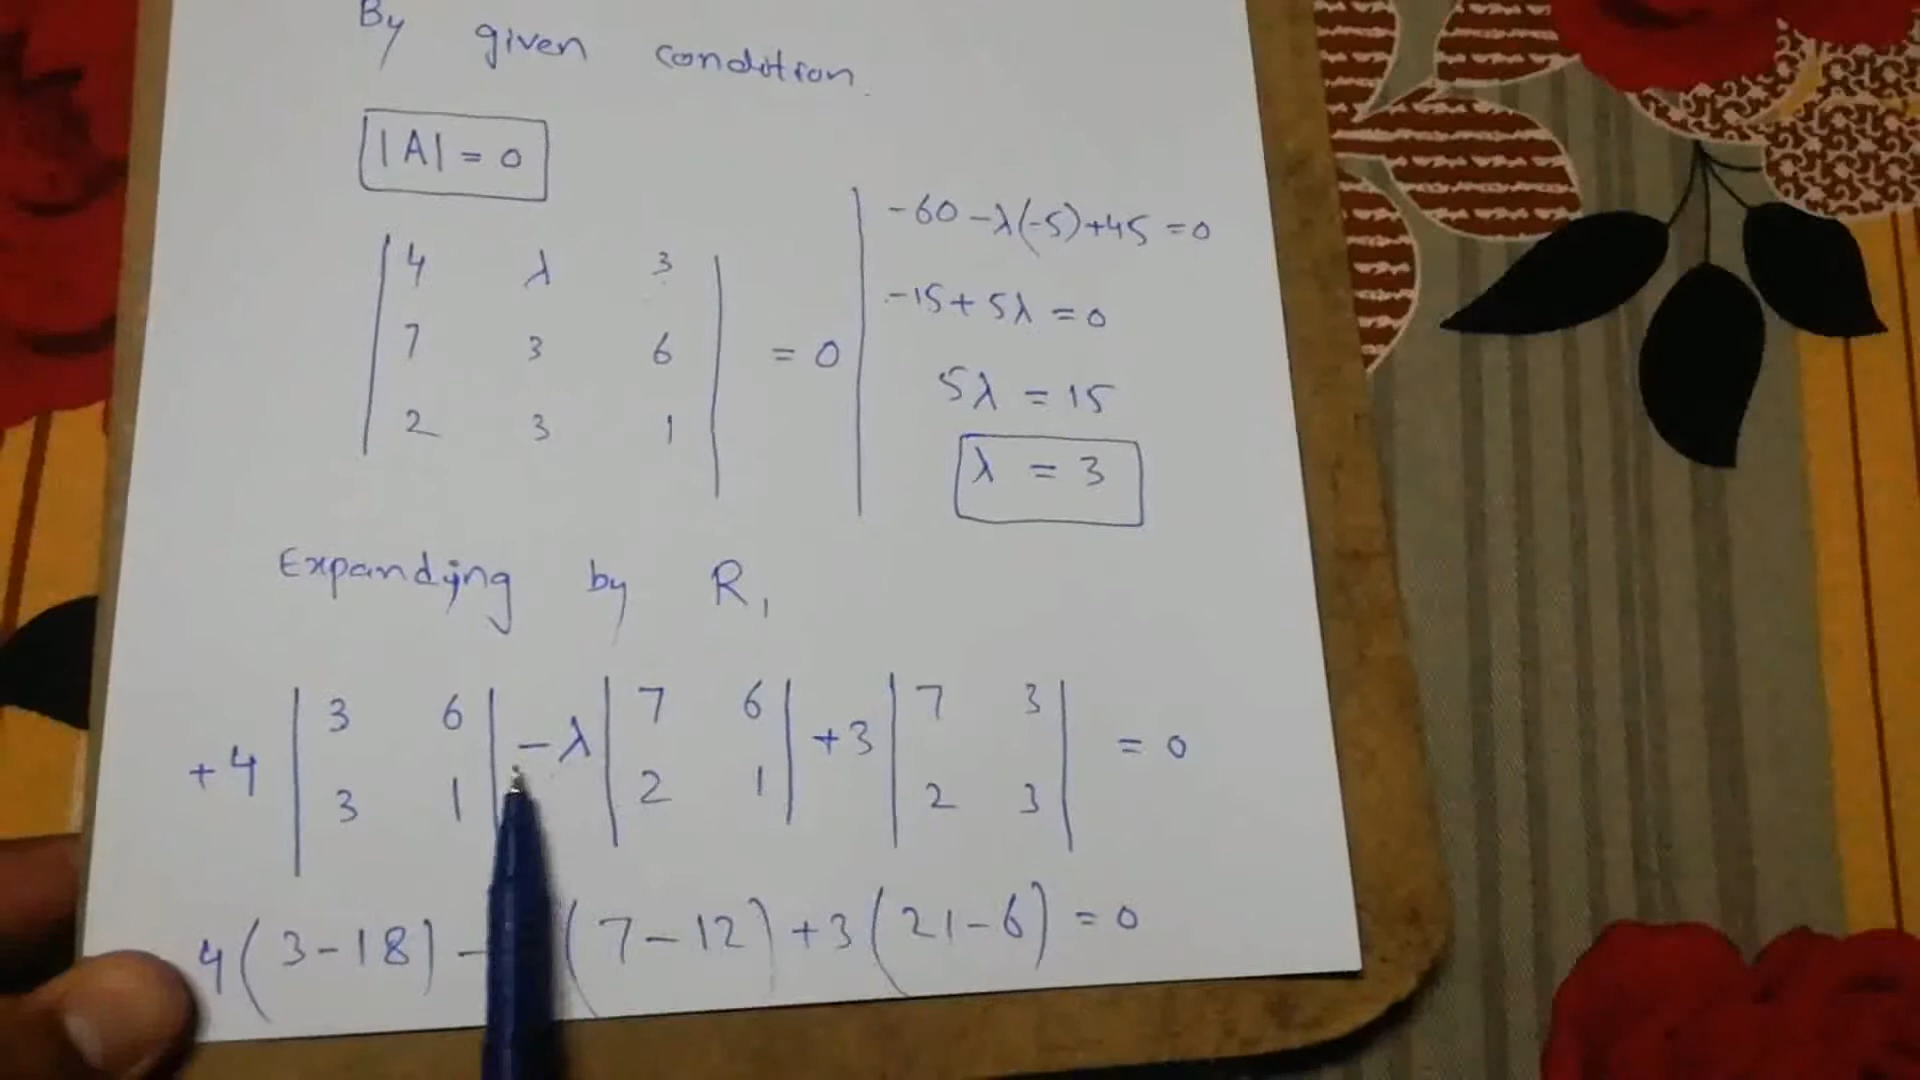 By given condition.
|A| = 0
| 4 λ 3 |
| 7 3 6 | = 0
| 2 3 1 |
-60 -λ(-5)+45 = 0
-15 + 5λ = 0
5λ = 15
λ = 3
Expanding by R₁
+4 | 3 6 | -λ | 7 6 | +3 | 7 3 | = 0
| 3 1 | | 2 1 | | 2 3 |
4(3-18) - (7-12)+3(21-6) = 0